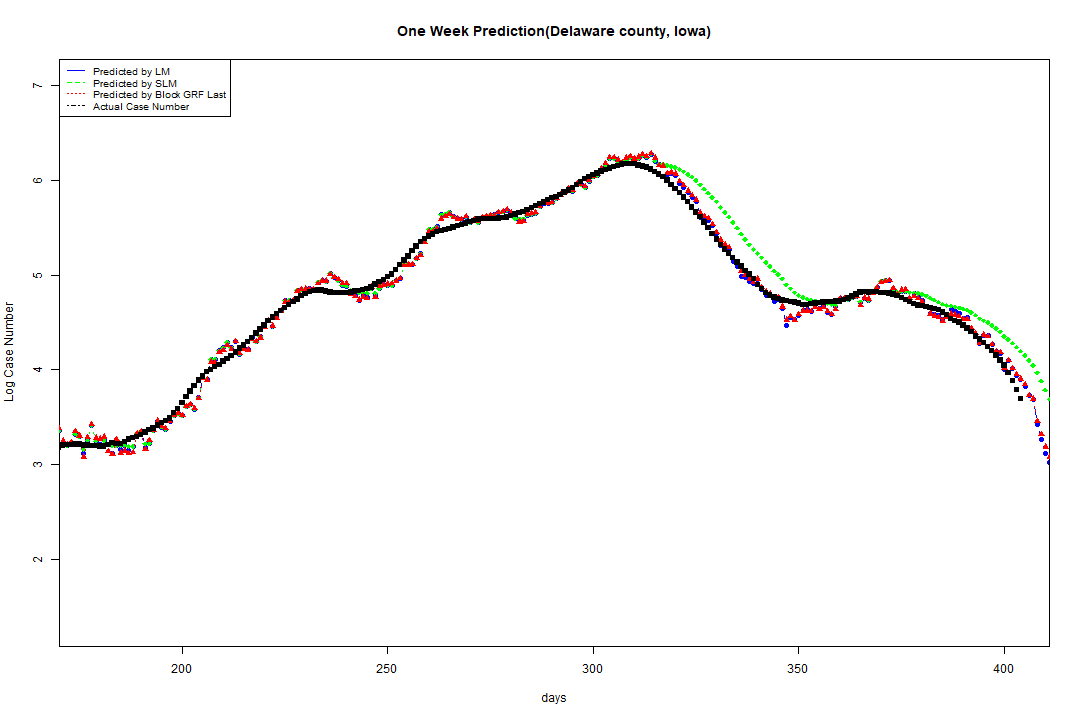 One Week Prediction(Delaware county, Iowa)
Predicted by LM
Predicted by SLM
Predicted by Block GRF Last
Actual Case Number
7
6
5
4
3
2
Log Case Number
200 250 300 350 400
days